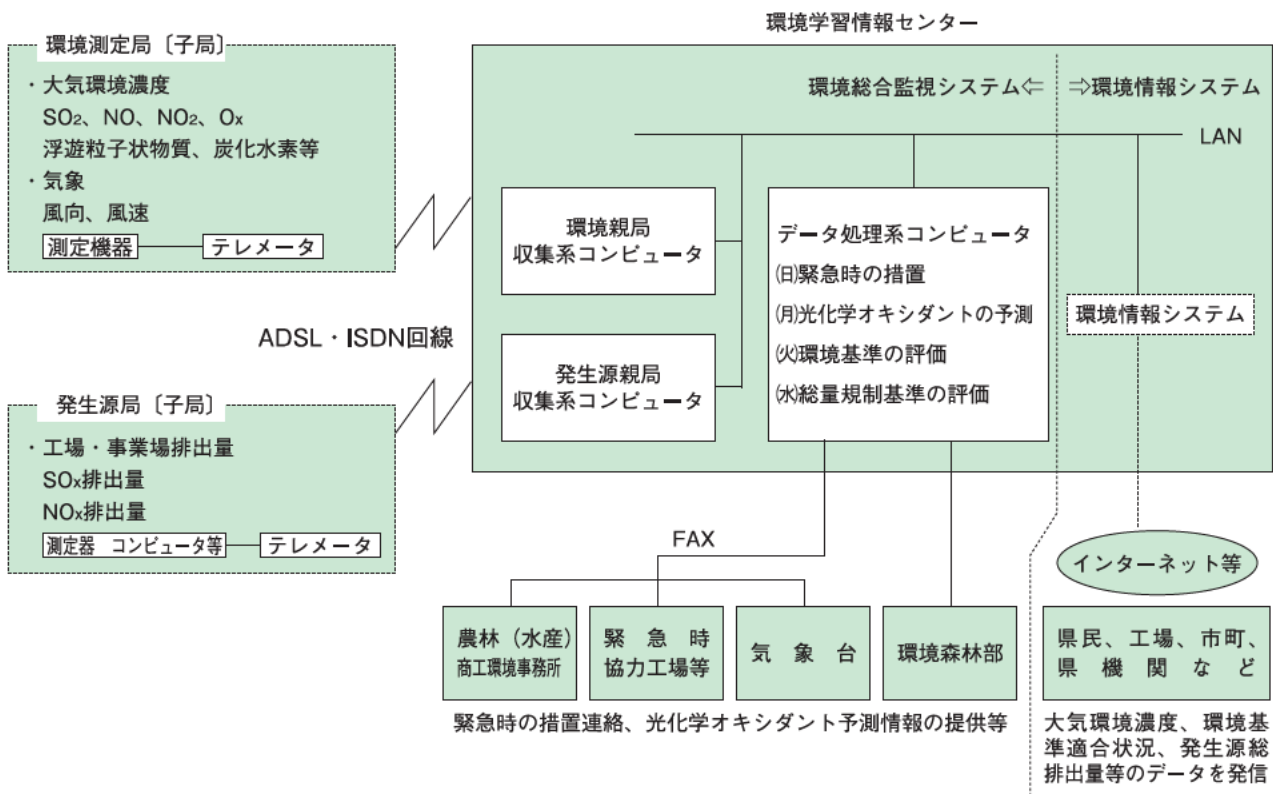 環境学習情報センター
環境測定局〔子局〕
・大気環境濃度
SO₂、NO、NO₂、Ox
浮遊粒子状物質、炭化水素等
・気象
風向、風速
測定機器
テレメータ
ADSL・ISDN回線
発生源局〔子局〕
・工場・事業場排出量
SOx排出量
NOx排出量
測定器 コンピュータ等
テレメータ
環境総合監視システム⇐
⇒環境情報システム
LAN
環境親局
収集系コンピュータ
発生源親局
収集系コンピュータ
データ処理系コンピュータ
㈰緊急時の措置
㈪光化学オキシダントの予測
㈫環境基準の評価
㈬総量規制基準の評価
環境情報システム
FAX
インターネット等
農林（水産）
商工環境事務所
緊急時
協力工場等
気象台
環境森林部
県民、工場、市町、
県機関など
緊急時の措置連絡、光化学オキシダント予測情報の提供等
大気環境濃度、環境基
準適合状況、発生源総
排出量等のデータを発信